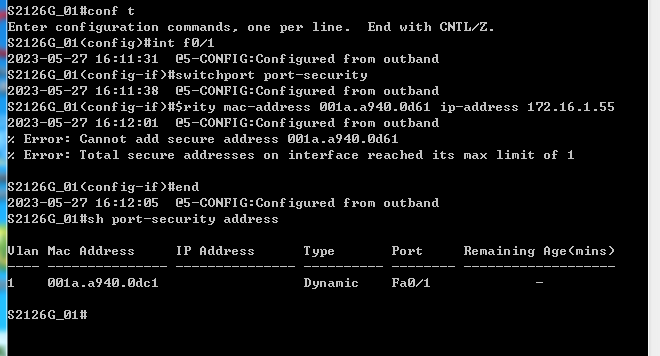 S2126G_01#conf t
Enter configuration commands, one per line.  End with CNTL/Z.
S2126G_01(config)#int f0/1
2023-05-27 16:11:31  @5-CONFIG:Configured from outband
S2126G_01(config-if)#switchport port-security
2023-05-27 16:11:38  @5-CONFIG:Configured from outband
S2126G_01(config-if)#$rity mac-address 001a.a940.0d61 ip-address 172.16.1.55
2023-05-27 16:12:01  @5-CONFIG:Configured from outband
% Error: Cannot add secure address 001a.a940.0d61
% Error: Total secure addresses on interface reached its max limit of 1
S2126G_01(config-if)#end
2023-05-27 16:12:05  @5-CONFIG:Configured from outband
S2126G_01#sh port-security address
Vlan Mac Address     IP Address      Type       Port     Remaining Age(mins)
---- --------------- --------------- ---------- -------- -------------------
1    001a.a940.0dc1                  Dynamic    Fa0/1             -
S2126G_01#